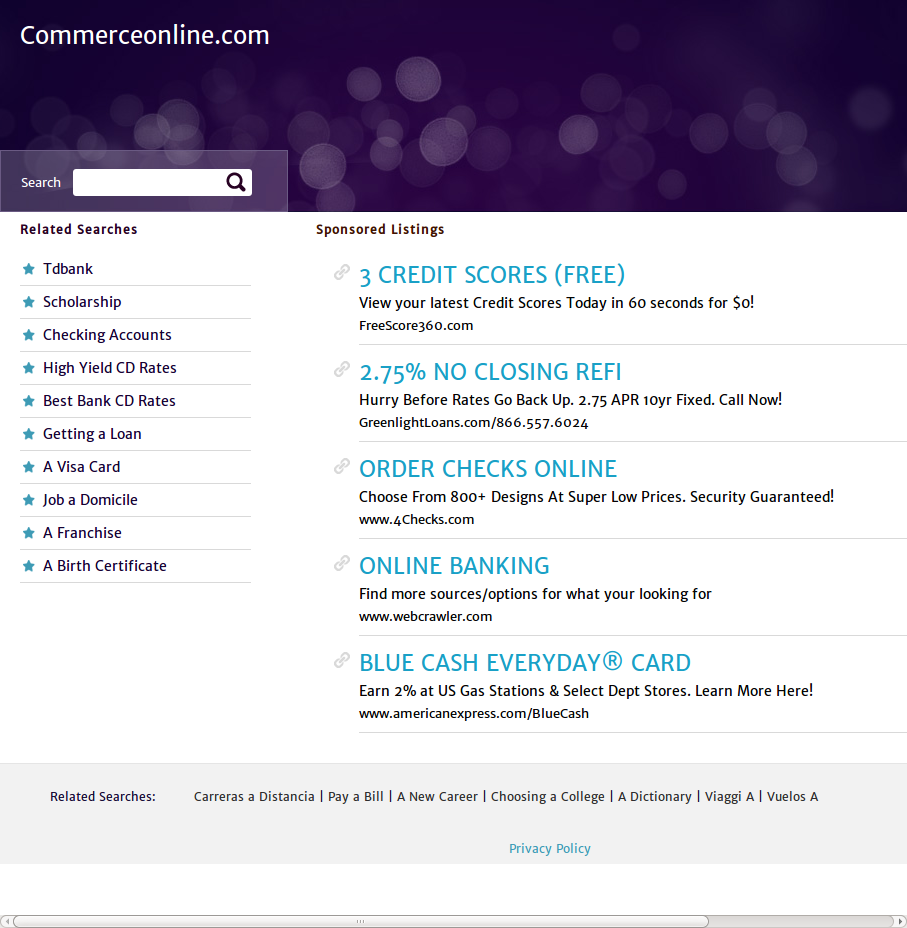 Commerceonline.com
Search
Related Searches
Tdbank
Scholarship
Checking Accounts
High Yield CD Rates
Best Bank CD Rates
Getting a Loan
A Visa Card
Job a Domicile
A Franchise
A Birth Certificate
Sponsored Listings
3 CREDIT SCORES (FREE)
View your latest Credit Scores Today in 60 seconds for $0!
FreeScore360.com
2.75% NO CLOSING REFI
Hurry Before Rates Go Back Up. 2.75 APR 10yr Fixed. Call Now!
GreenlightLoans.com/866.557.6024
ORDER CHECKS ONLINE
Choose From 800+ Designs At Super Low Prices. Security Guaranteed!
www.4Checks.com
ONLINE BANKING
Find more sources/options for what your looking for
www.webcrawler.com
BLUE CASH EVERYDAY® CARD
Earn 2% at US Gas Stations & Select Dept Stores. Learn More Here!
www.americanexpress.com/BlueCash
Related Searches: Carreras a Distancia | Pay a Bill | A New Career | Choosing a College | A Dictionary | Viaggi A | Vuelos A
Privacy Policy